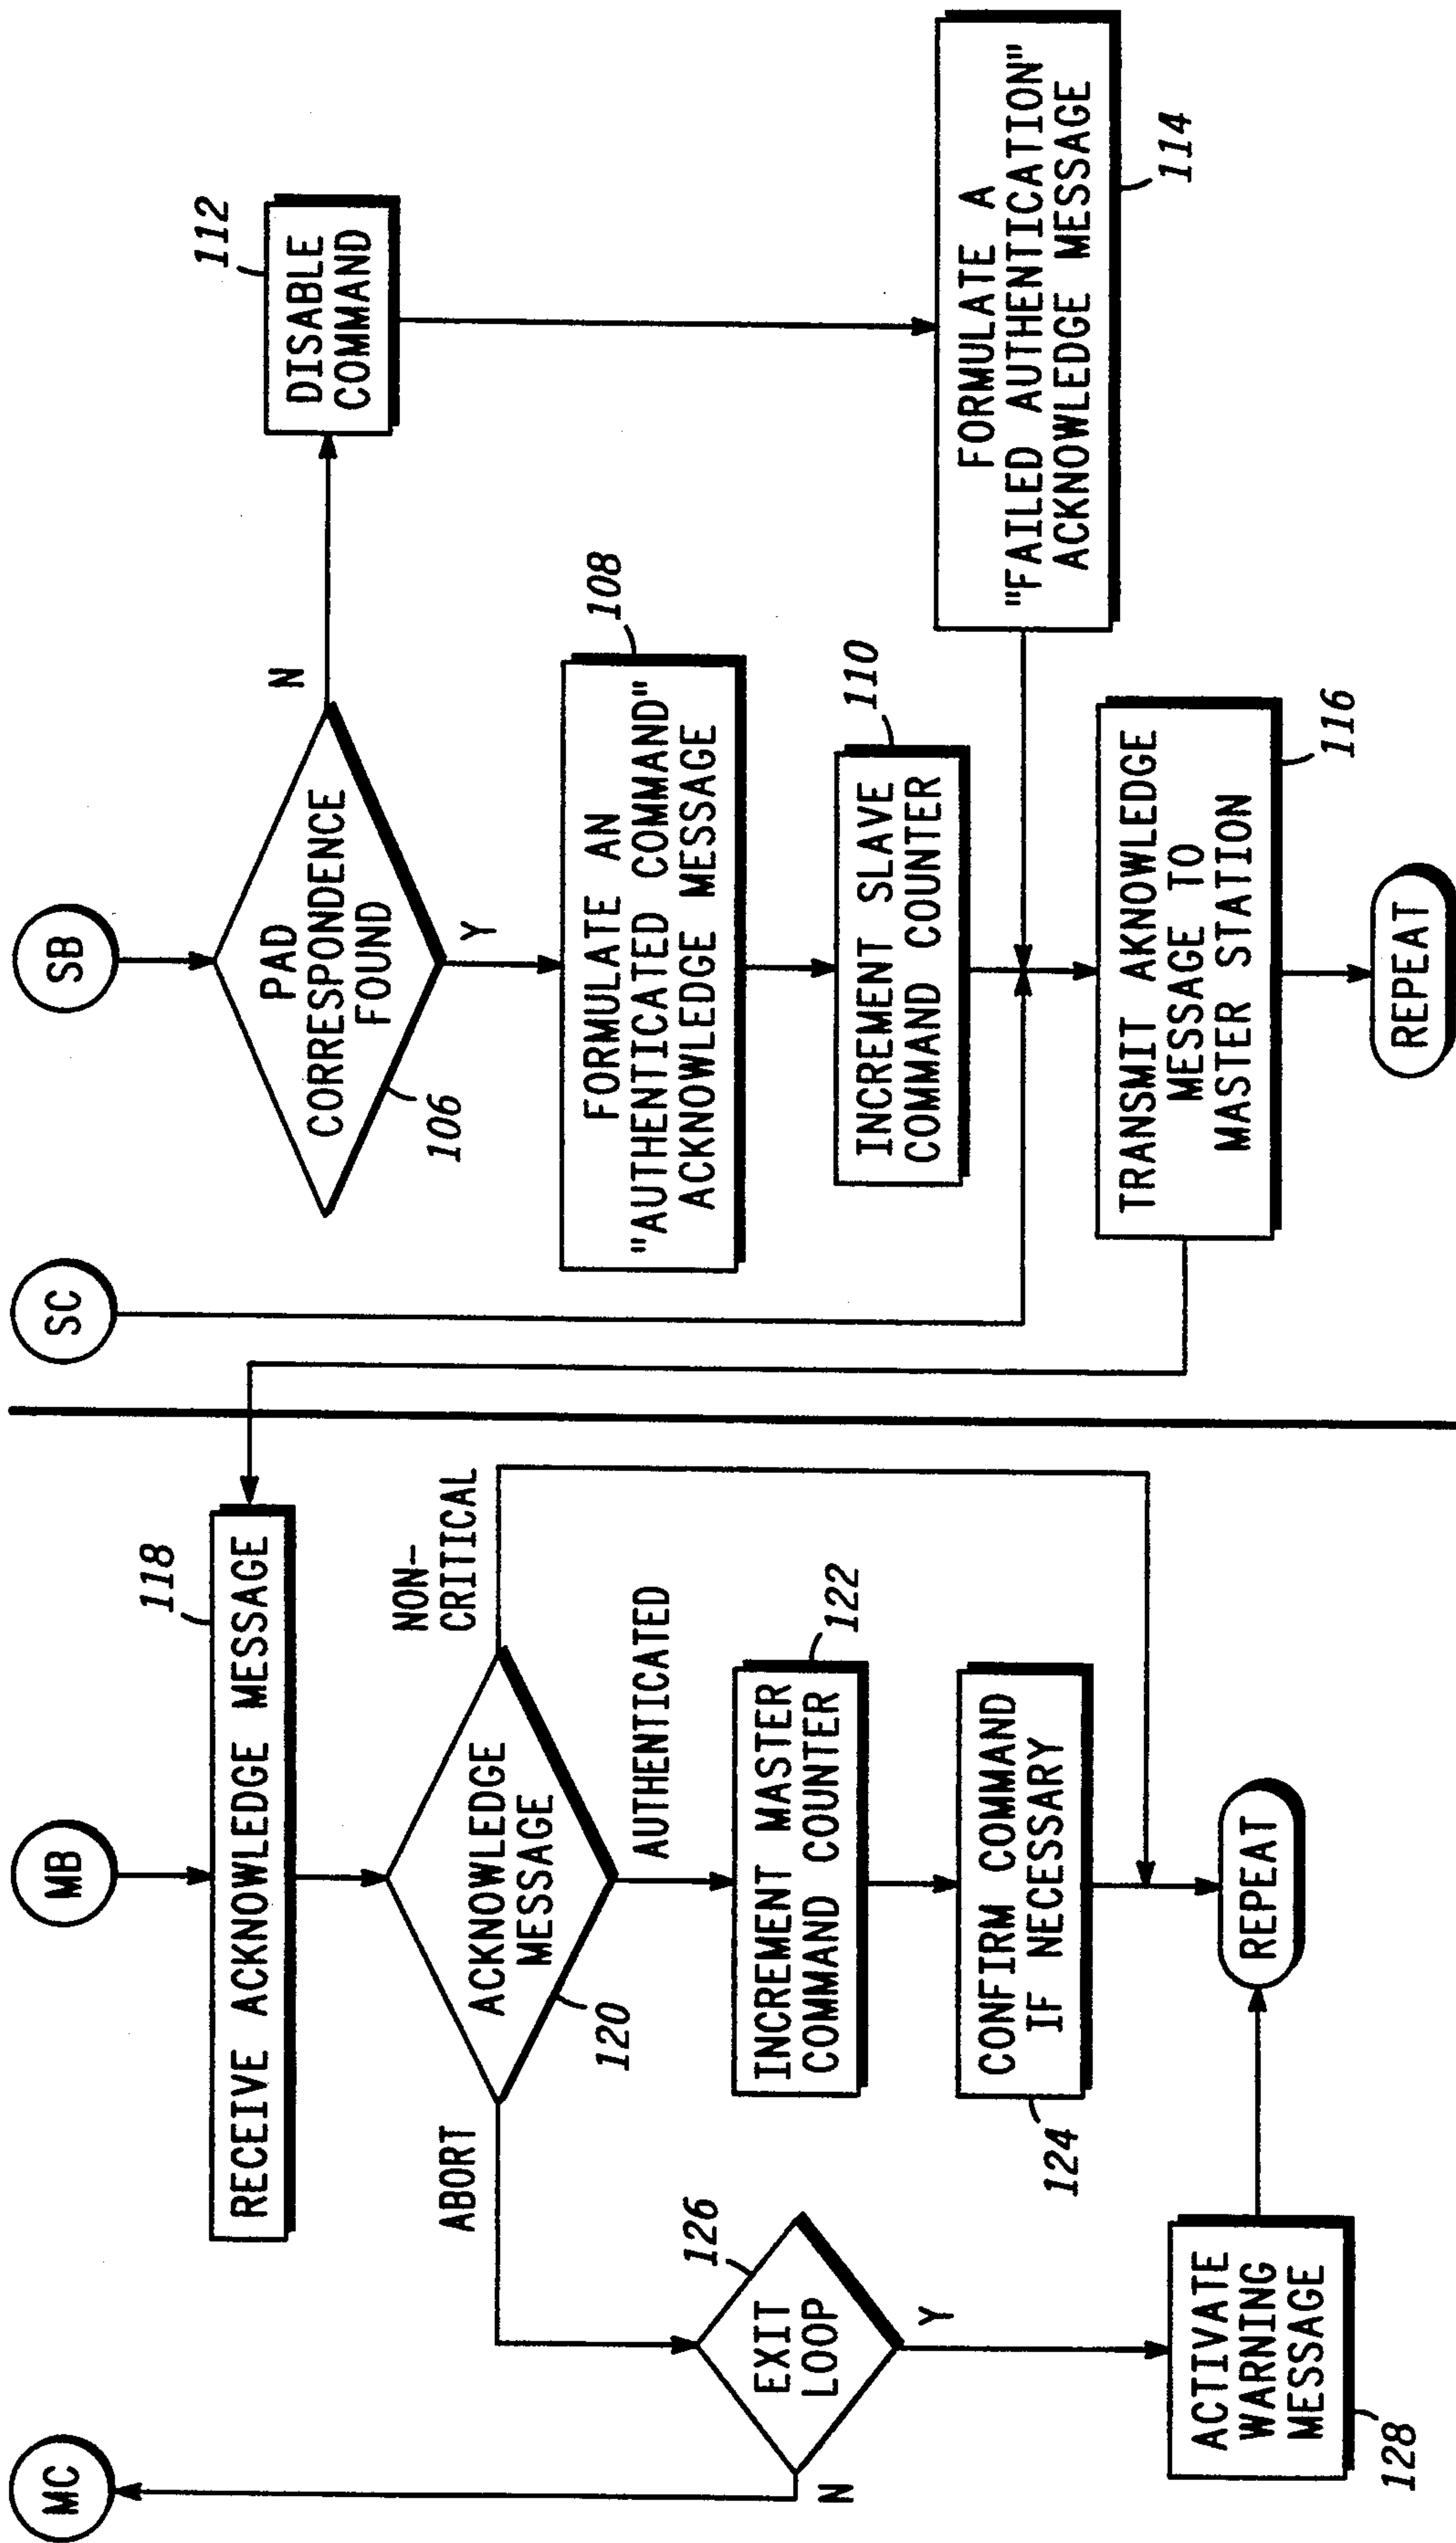 MC
MB
SC
SB
118
RECEIVE ACKNOWLEDGE MESSAGE
ABORT
ACKNOWLEDGE
MESSAGE
120
NON-
CRITICAL
AUTHENTICATED
126
EXIT
LOOP
N
Y
INCREMENT MASTER
COMMAND COUNTER
122
CONFIRM COMMAND
IF NECESSARY
124
ACTIVATE
WARNING
MESSAGE
128
REPEAT
PAD
CORRESPONDENCE
FOUND
106
N
Y
112
DISABLE
COMMAND
FORMULATE AN
"AUTHENTICATED COMMAND"
ACKNOWLEDGE MESSAGE
108
INCREMENT SLAVE
COMMAND COUNTER
110
FORMULATE A
"FAILED AUTHENTICATION"
ACKNOWLEDGE MESSAGE
114
TRANSMIT AKNOWLEDGE
MESSAGE TO
MASTER STATION
116
REPEAT